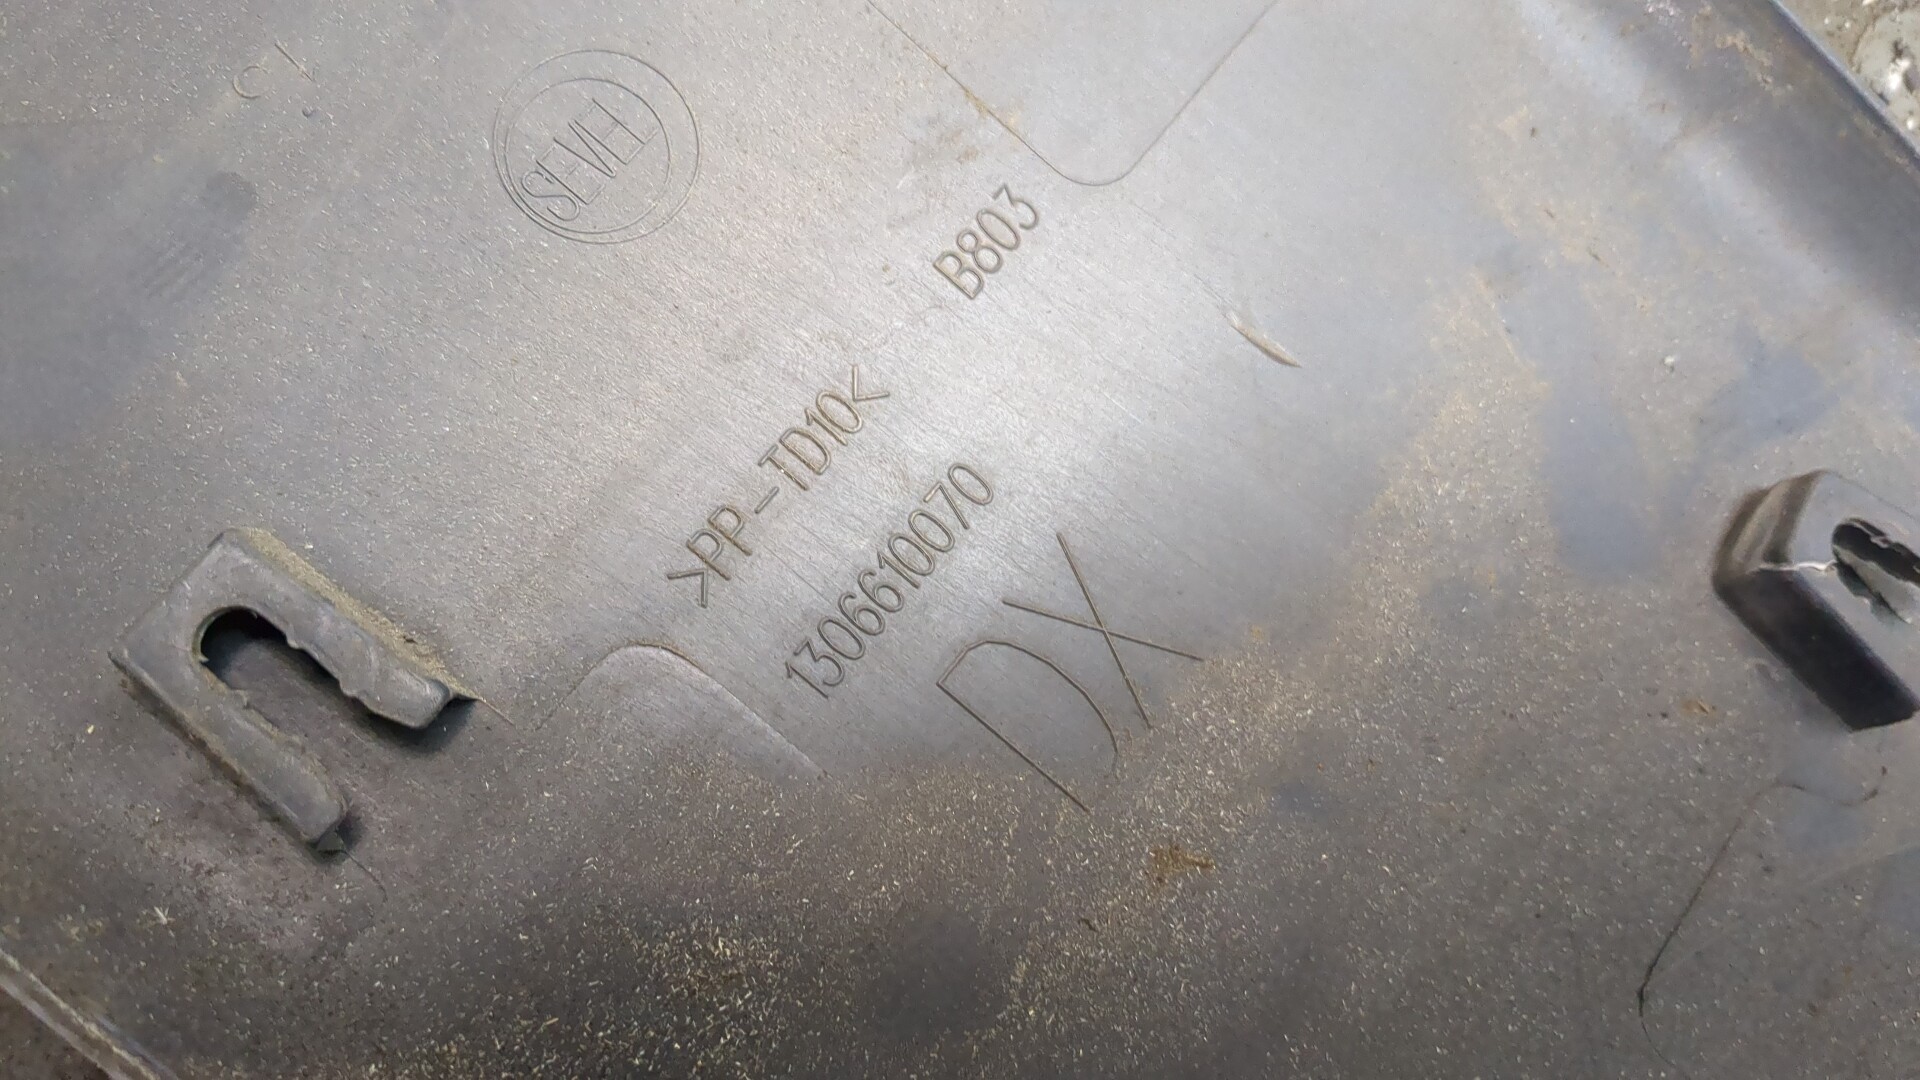 SEVEL
B803
>PP-TD10<
1306610070
DX